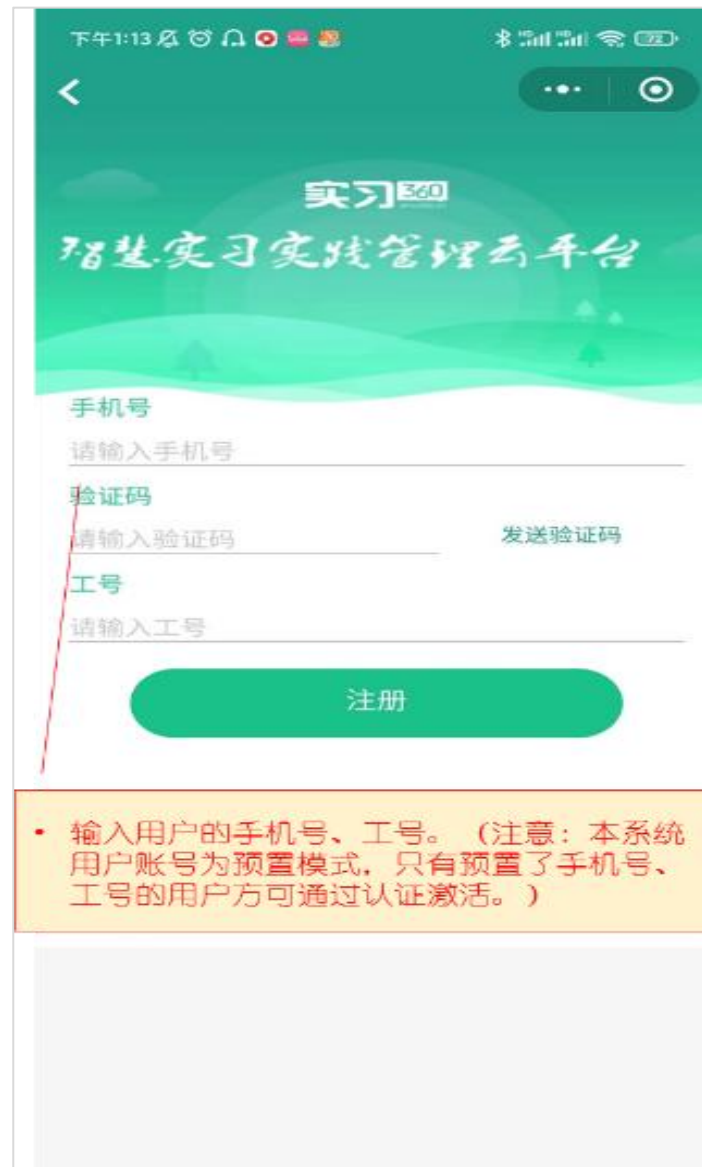 下午1:13
72
实习360
智慧实习实践管理云平台
手机号
请输入手机号
验证码
请输入验证码 发送验证码
工号
请输入工号
注册
• 输入用户的手机号、工号。（注意：本系统
用户账号为预置模式，只有预置了手机号、
工号的用户方可通过认证激活。）